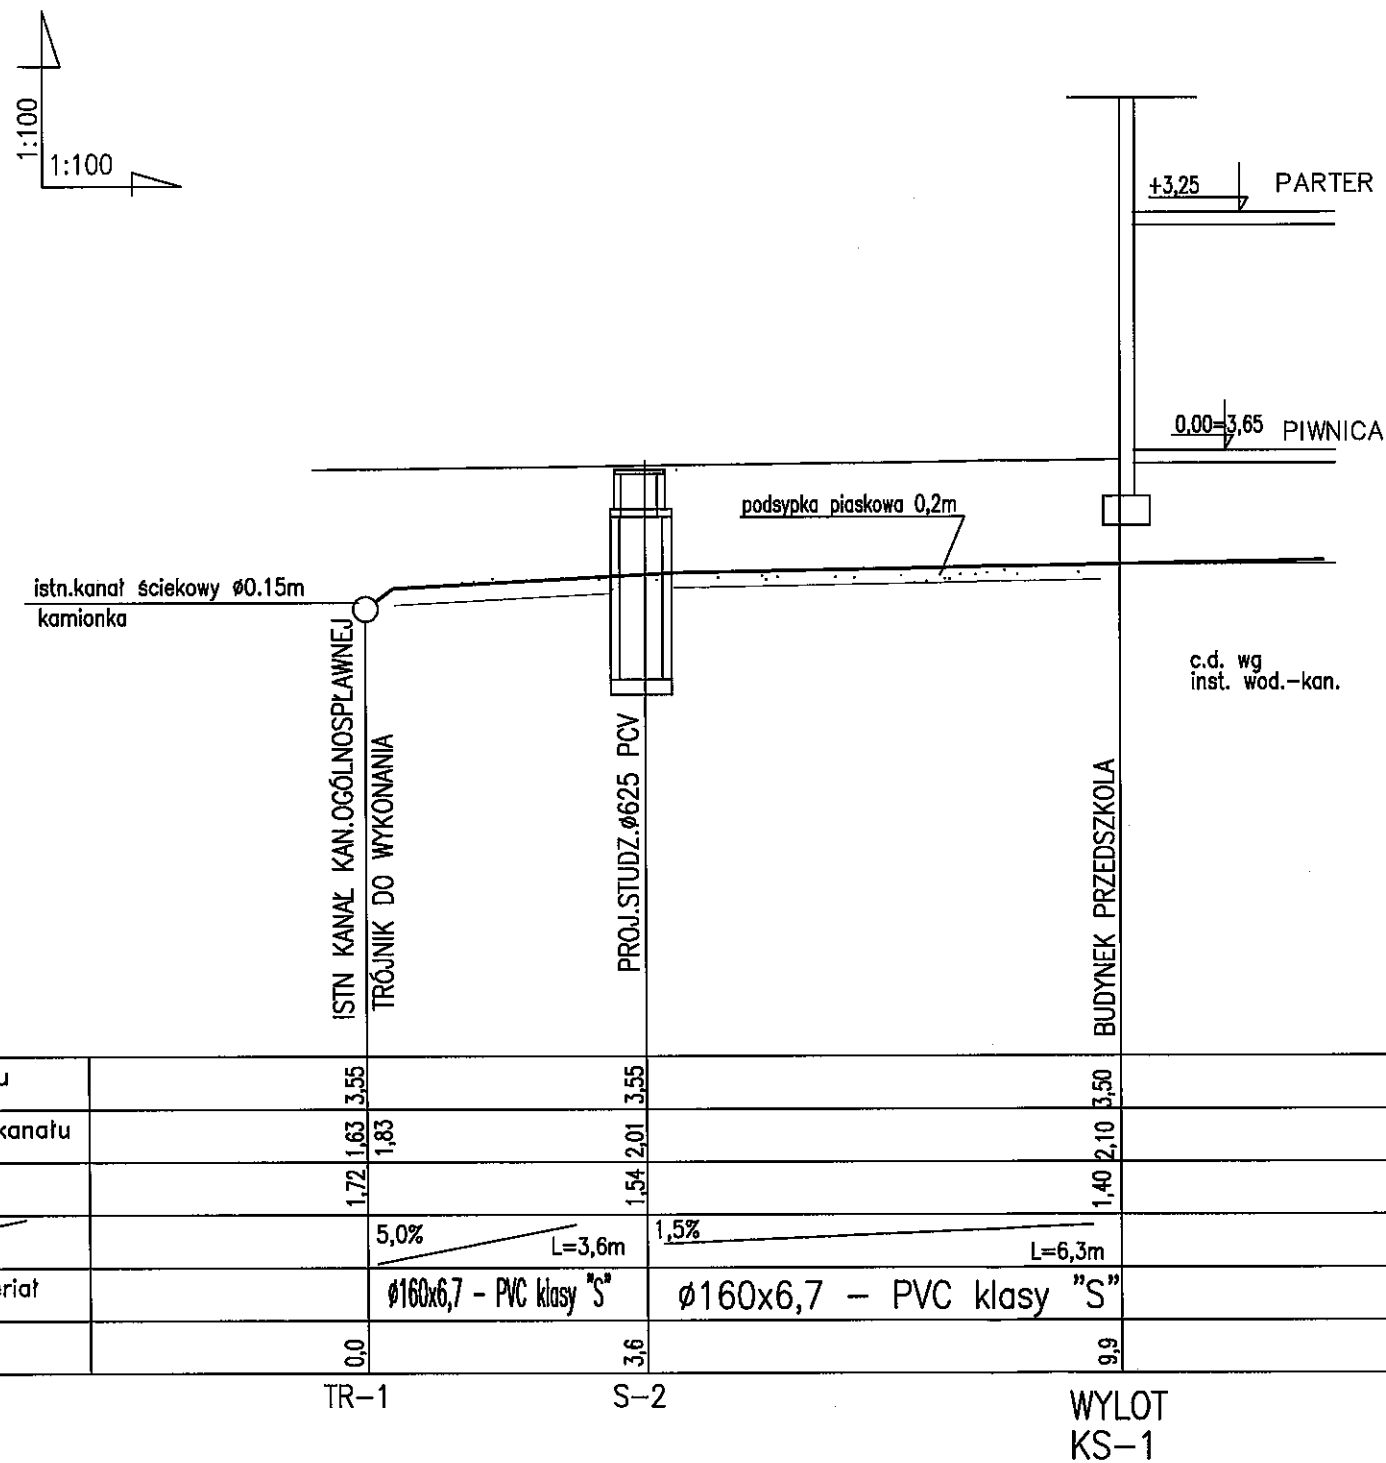 1:100
1:100
+3,25
PARTER
0,00=3,65
PIWNICA
podsypka piaskowa 0,2m
istn.kanał ściekowy ø0.15m
kamionka
c.d. wg
inst. wod.-kan.
ISTN KANAŁ KAN.OGÓLNOSPŁAWNEJ
TRÓJNIK DO WYKONANIA
PROJ.STUDZ.ø625 PCV
BUDYNEK PRZEDSZKOLA
u
3,55
3,55
3,50
kanału
1,63
1,83
2,01
2,10
1,72
1,54
1,40
5,0%
L=3,6m
1,5%
L=6,3m
eriał
ø160x6,7 - PVC klasy "S"
ø160x6,7 - PVC klasy "S"
0,0
3,6
9,9
TR-1
S-2
WYLOT
KS-1